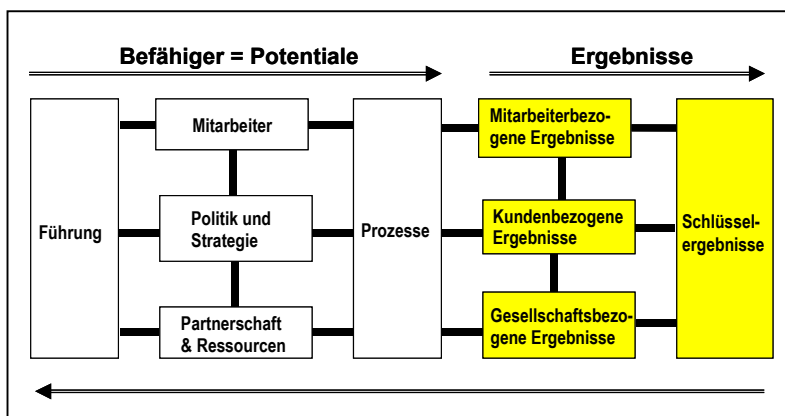 Befähiger = Potentiale
Ergebnisse
Führung
Mitarbeiter
Politik und
Strategie
Partnerschaft
& Ressourcen
Prozesse
Mitarbeiterbezo-
gene Ergebnisse
Kundenbezogene
Ergebnisse
Gesellschaftsbezo-
gene Ergebnisse
Schlüssel-
ergebnisse